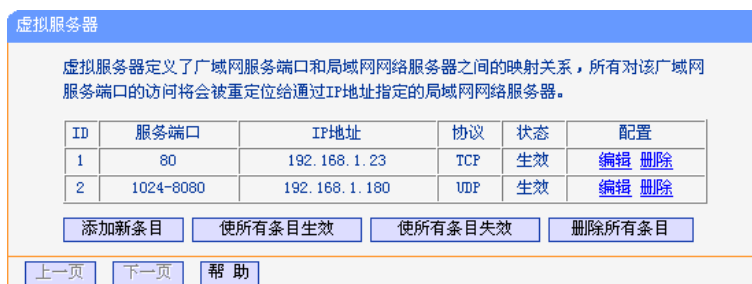 虚拟服务器
虚拟服务器定义了广域网服务端口和局域网网络服务器之间的映射关系，所有对该广域网
服务端口的访问将会被重定位给通过IP地址指定的局域网网络服务器。
ID 服务端口 IP地址 协议 状态 配置
1 80 192.168.1.23 TCP 生效 编辑 删除
2 1024-8080 192.168.1.180 UDP 生效 编辑 删除
添加新条目 使所有条目生效 使所有条目失效 删除所有条目
上一页 下一页 帮 助